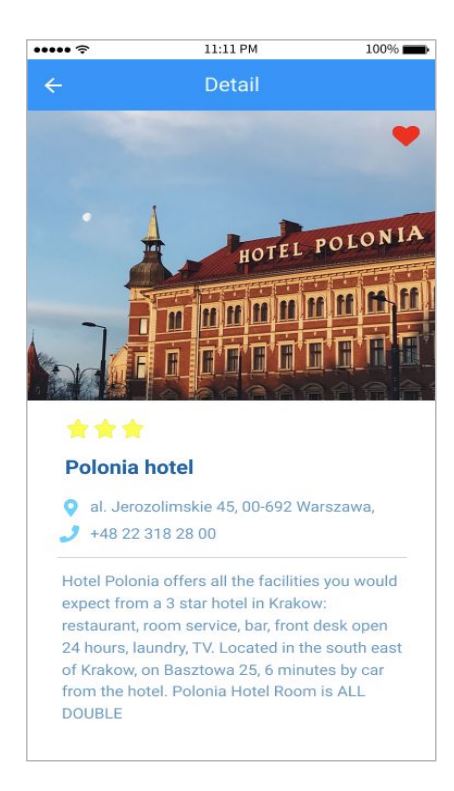 11:11 PM
100%
Detail
HOTEL POLONIA
Polonia hotel
al. Jerozolimskie 45, 00-692 Warszawa,
+48 22 318 28 00
Hotel Polonia offers all the facilities you would
expect from a 3 star hotel in Krakow:
restaurant, room service, bar, front desk open
24 hours, laundry, TV. Located in the south east
of Krakow, on Basztowa 25, 6 minutes by car
from the hotel. Polonia Hotel Room is ALL
DOUBLE